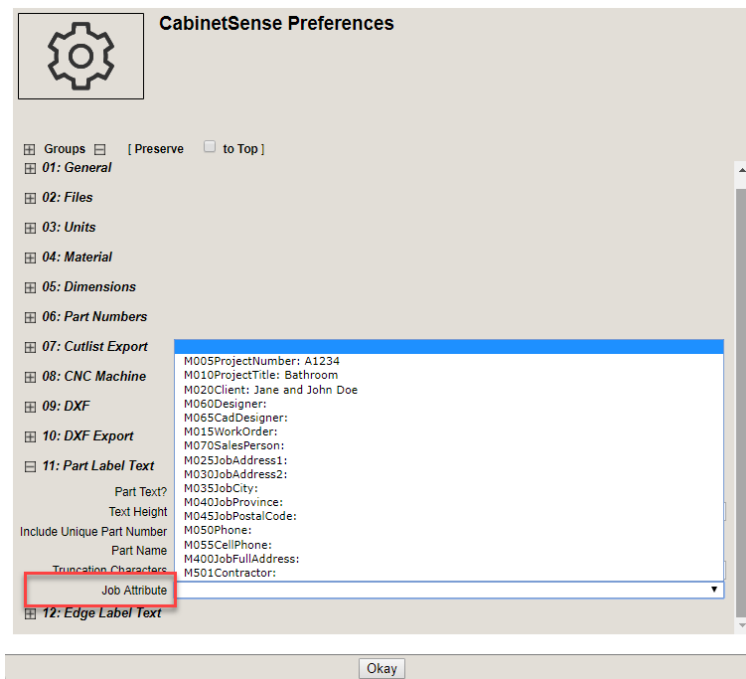 CabinetSense Preferences
Groups [ Preserve to Top ]
01: General
02: Files
03: Units
04: Material
05: Dimensions
06: Part Numbers
07: Cutlist Export
08: CNC Machine
09: DXF
10: DXF Export
11: Part Label Text
Part Text?
Text Height
Include Unique Part Number
Part Name
Truncation Characters
Job Attribute
M005ProjectNumber: A1234
M010ProjectTitle: Bathroom
M020Client: Jane and John Doe
M060Designer:
M065CadDesigner:
M015WorkOrder:
M070SalesPerson:
M025JobAddress1:
M030JobAddress2:
M035JobCity:
M040JobProvince:
M045JobPostalCode:
M050Phone:
M055CellPhone:
M400JobFullAddress:
M501Contractor:
12: Edge Label Text
Okay